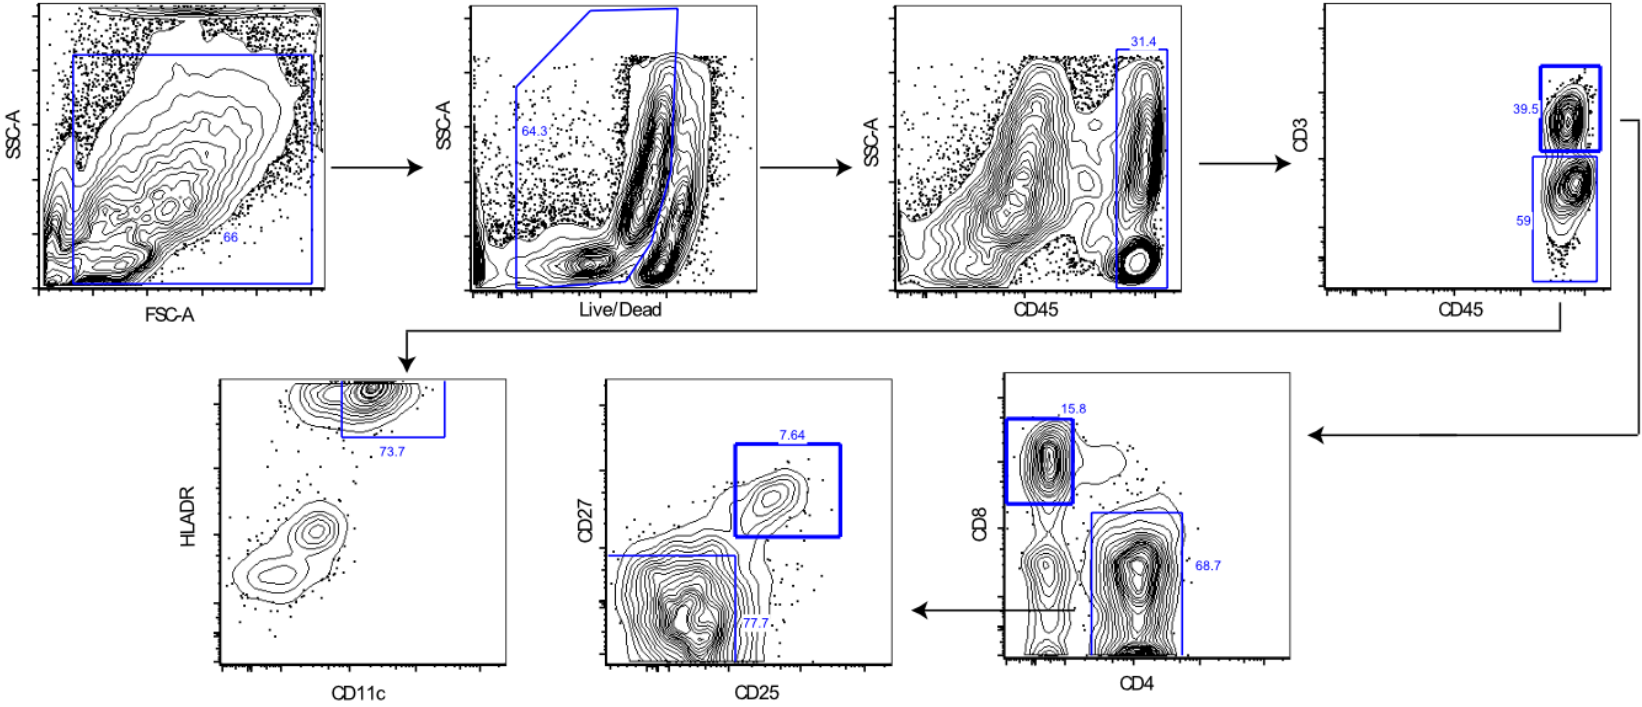 SSC-A
66
FSC-A
SSC-A
64.3
Live/Dead
SSC-A
31.4
CD45
CD3
39.5
59
CD45
HLADR
73.7
CD11c
CD27
7.64
77.7
CD25
CD8
15.8
68.7
CD4